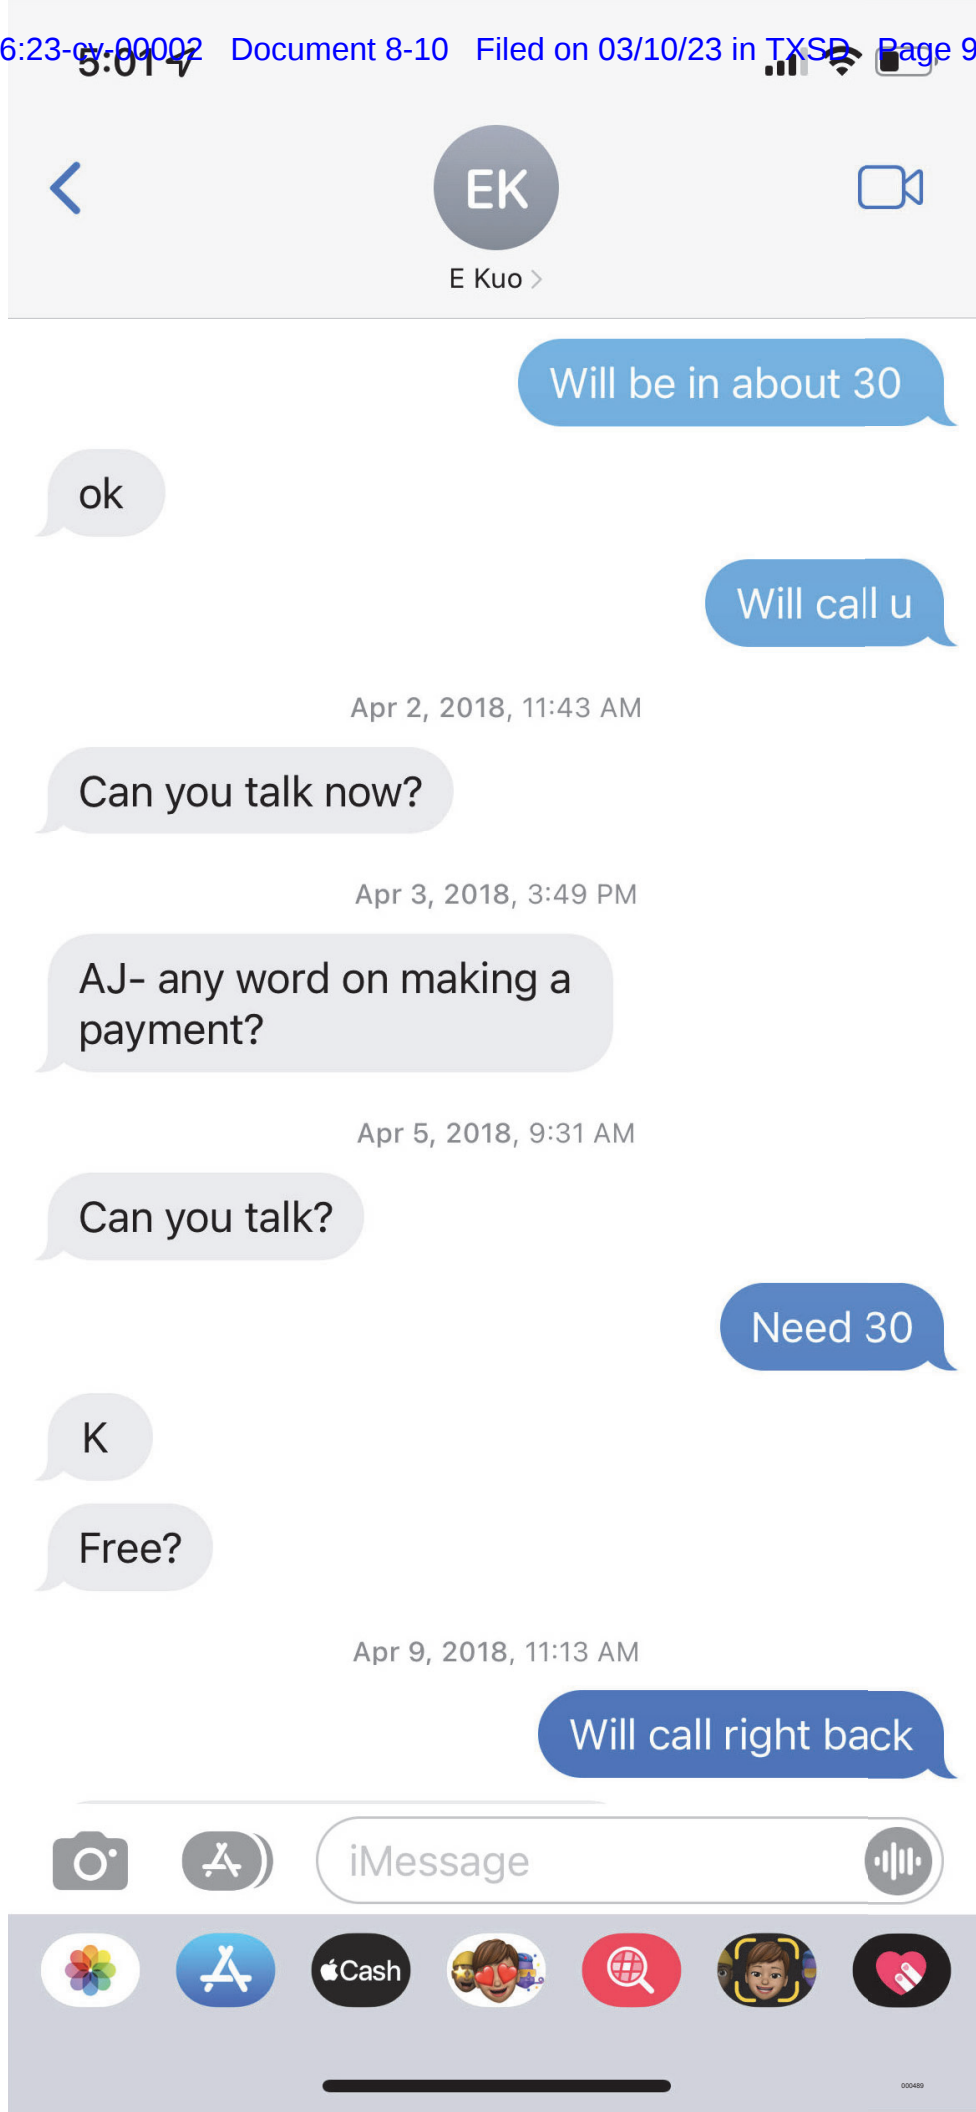 6:23-cv-00002 Document 8-10 Filed on 03/10/23 in TXSD Page 9
5:01
EK
E Kuo
Will be in about 30
ok
Will call u
Apr 2, 2018, 11:43 AM
Can you talk now?
Apr 3, 2018, 3:49 PM
AJ- any word on making a
payment?
Apr 5, 2018, 9:31 AM
Can you talk?
Need 30
K
Free?
Apr 9, 2018, 11:13 AM
Will call right back
iMessage
Cash
000489